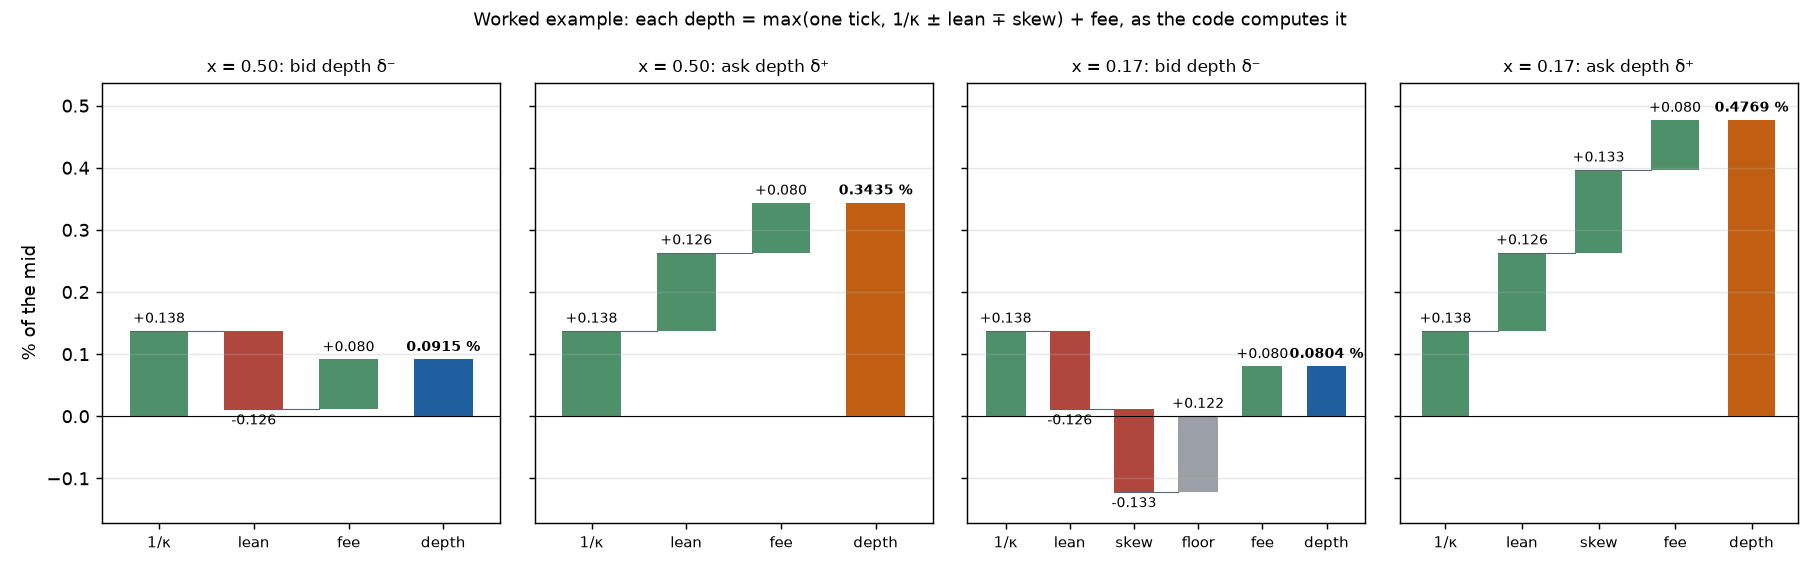 Worked example: each depth = max(one tick, 1/κ ± lean ∓ skew) + fee, as the code computes it
x = 0.50: bid depth δ⁻
x = 0.50: ask depth δ⁺
x = 0.17: bid depth δ⁻
x = 0.17: ask depth δ⁺
% of the mid
0.5
0.4
0.3
0.2
0.1
0.0
−0.1
+0.138
-0.126
+0.080
0.0915 %
1/κ
lean
fee
depth
+0.138
+0.126
+0.080
0.3435 %
1/κ
lean
fee
depth
+0.138
-0.126
-0.133
+0.122
+0.080
0.0804 %
1/κ
lean
skew
floor
fee
depth
+0.138
+0.126
+0.133
+0.080
0.4769 %
1/κ
lean
skew
fee
depth